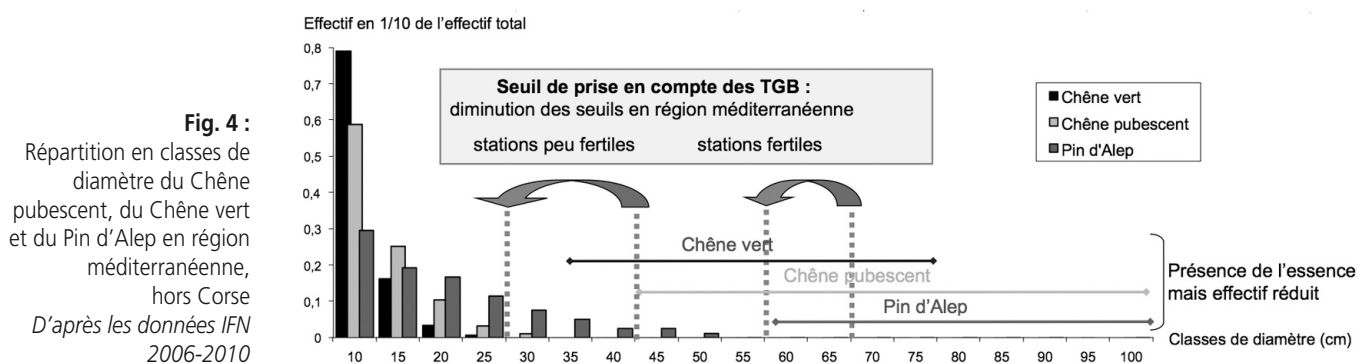 Effectif en 1/10 de l'effectif total
0,8
0,7
0,6
0,5
0,4
0,3
0,2
0,1
0
Fig. 4 :
Répartition en classes de
diamètre du Chêne
pubescent, du Chêne vert
et du Pin d'Alep en région
méditerranéenne,
hors Corse
D'après les données IFN
2006-2010
Seuil de prise en compte des TGB :
diminution des seuils en région méditerranéenne
stations peu fertiles stations fertiles
Chêne vert
Chêne pubescent
Pin d'Alep
Chêne vert
Chêne pubescent
Pin d'Alep
Présence de l'essence
mais effectif réduit
10 15 20 25 30 35 40 45 50 55 60 65 70 75 80 85 90 95 100
Classes de diamètre (cm)